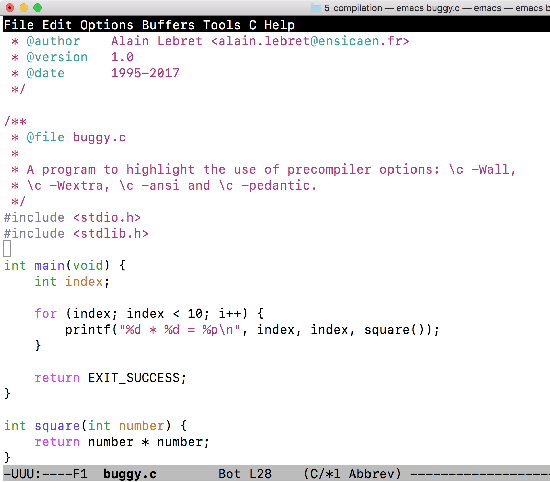 5 compilation — emacs buggy.c — emacs — emacs b
File Edit Options Buffers Tools C Help
 * @author    Alain Lebret <alain.lebret@ensicaen.fr>
 * @version   1.0
 * @date      1995-2017
 */
/**
 * @file buggy.c
 *
 * A program to highlight the use of precompiler options: \c -Wall,
 * \c -Wextra, \c -ansi and \c -pedantic.
 */
#include <stdio.h>
#include <stdlib.h>
int main(void) {
    int index;
    for (index; index < 10; i++) {
        printf("%d * %d = %p\n", index, index, square());
    }
    return EXIT_SUCCESS;
}
int square(int number) {
    return number * number;
}
-UUU:----F1  buggy.c        Bot L28    (C/*l Abbrev) -----------------